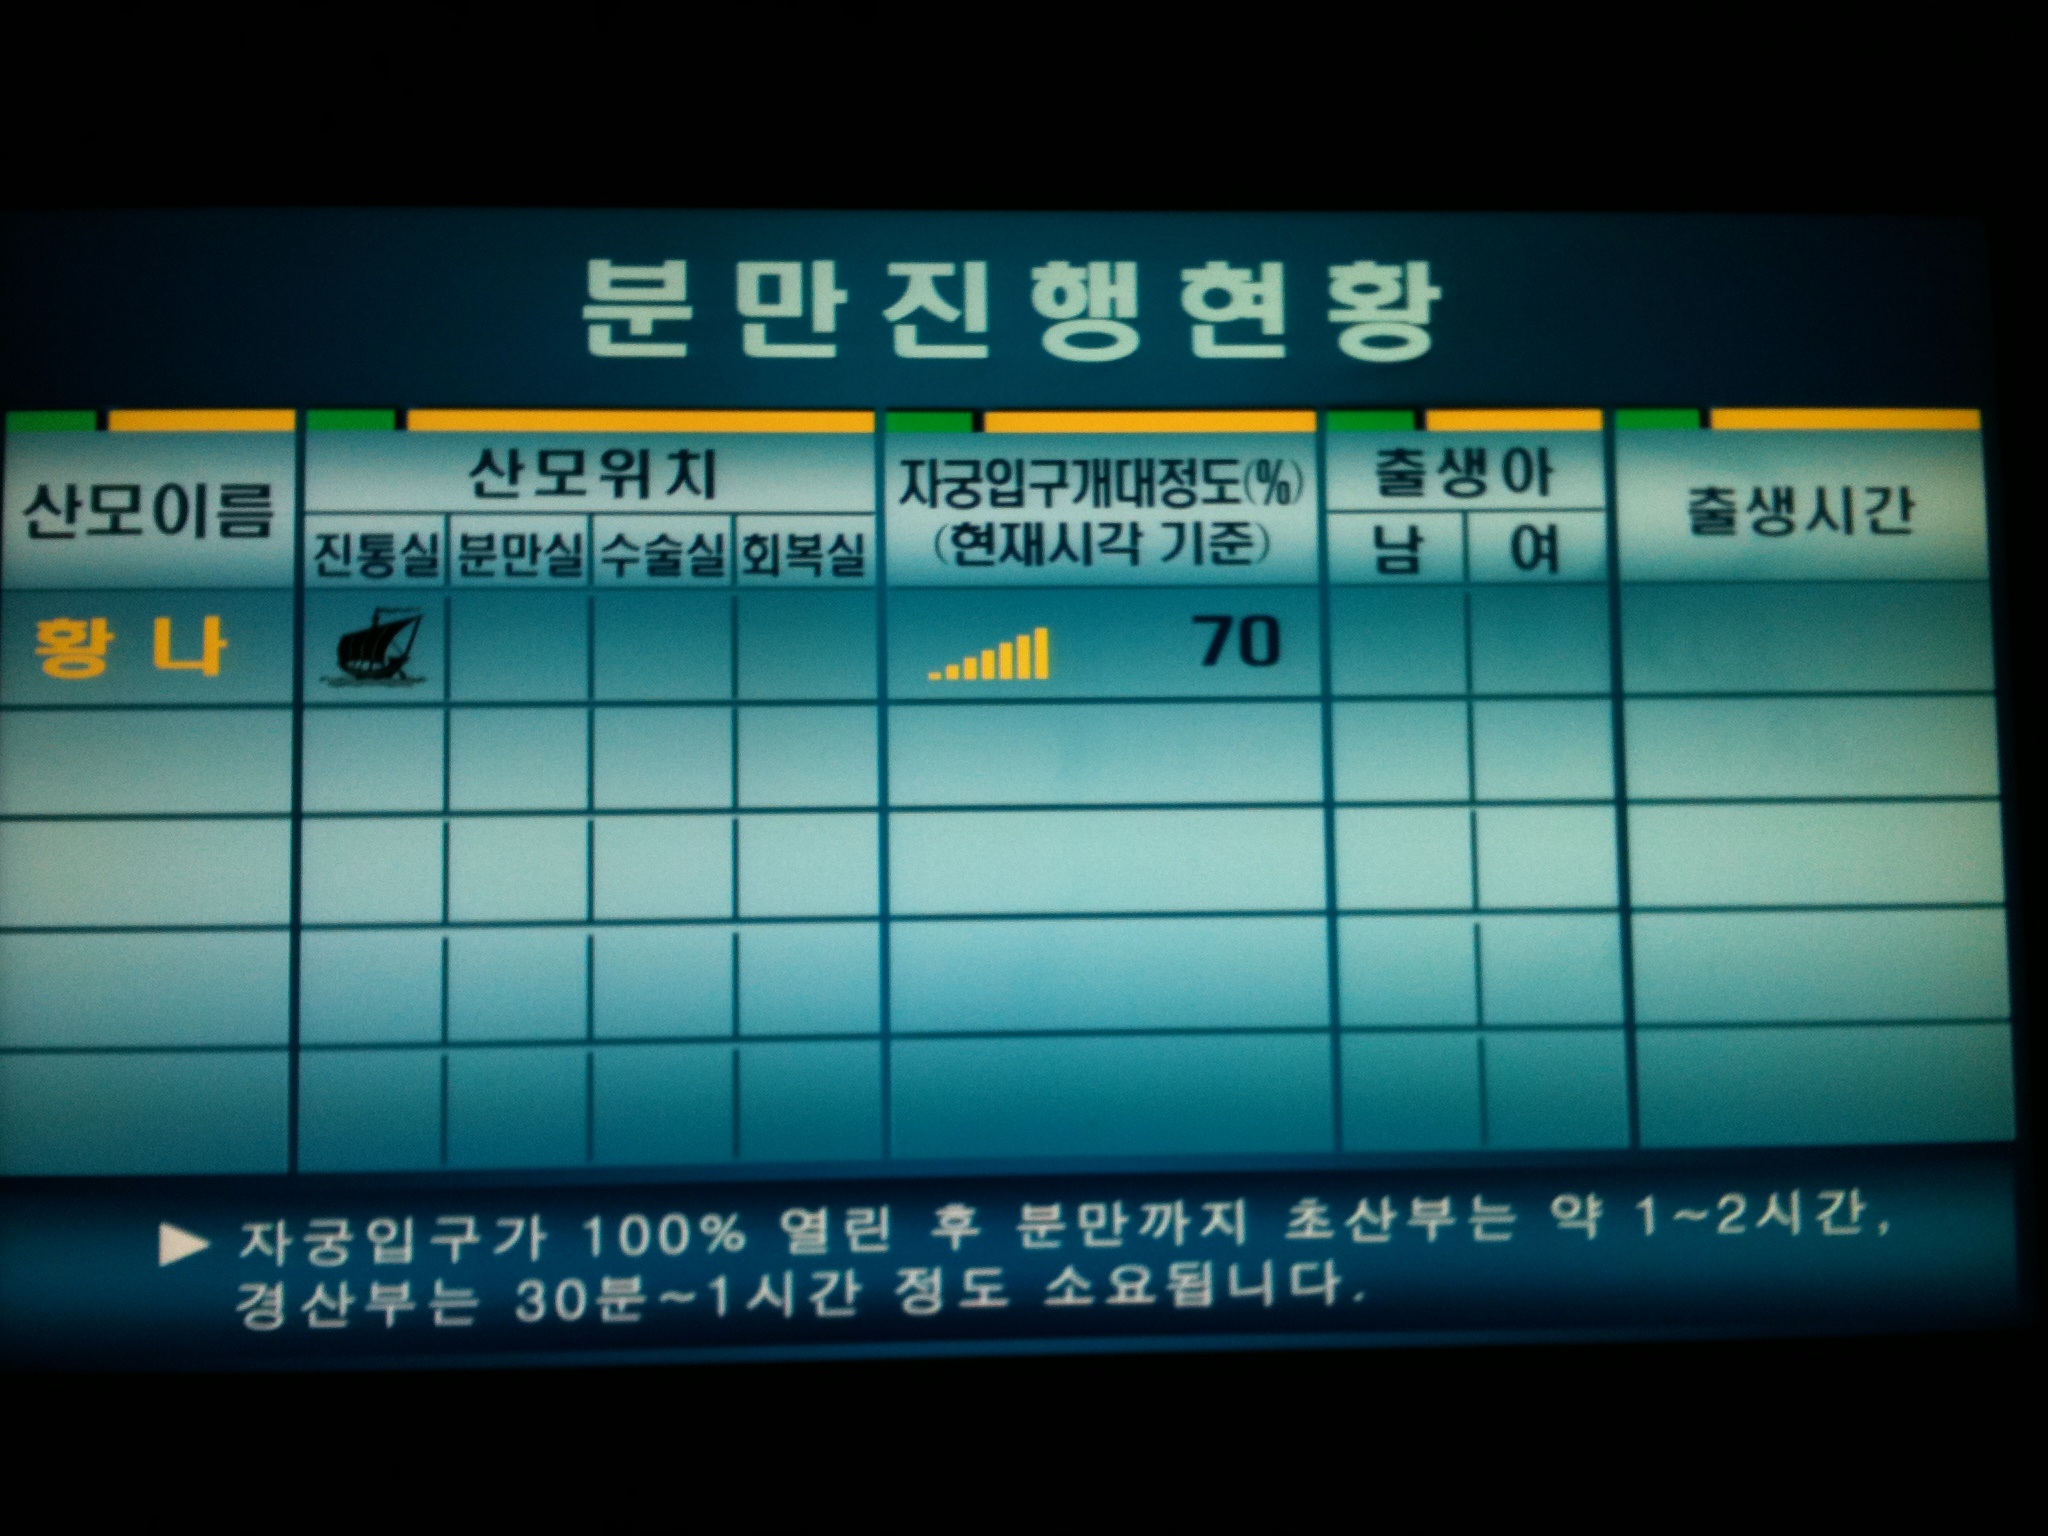 분만진행현황
산모이름
산모위치
진통실 분만실 수술실 회복실
자궁입구개대정도(%)
(현재시각 기준)
출생아
남 여
출생시간
황 나
70
▶ 자궁입구가 100% 열린 후 분만까지 초산부는 약 1~2시간,
경산부는 30분~1시간 정도 소요됩니다.